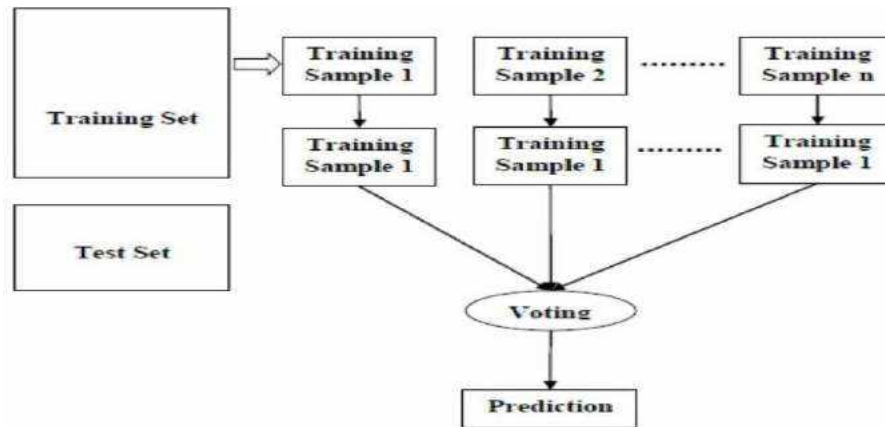 Training Set
Test Set
Training
Sample 1
Training
Sample 2
Training
Sample n
Training
Sample 1
Training
Sample 1
Training
Sample 1
Voting
Prediction